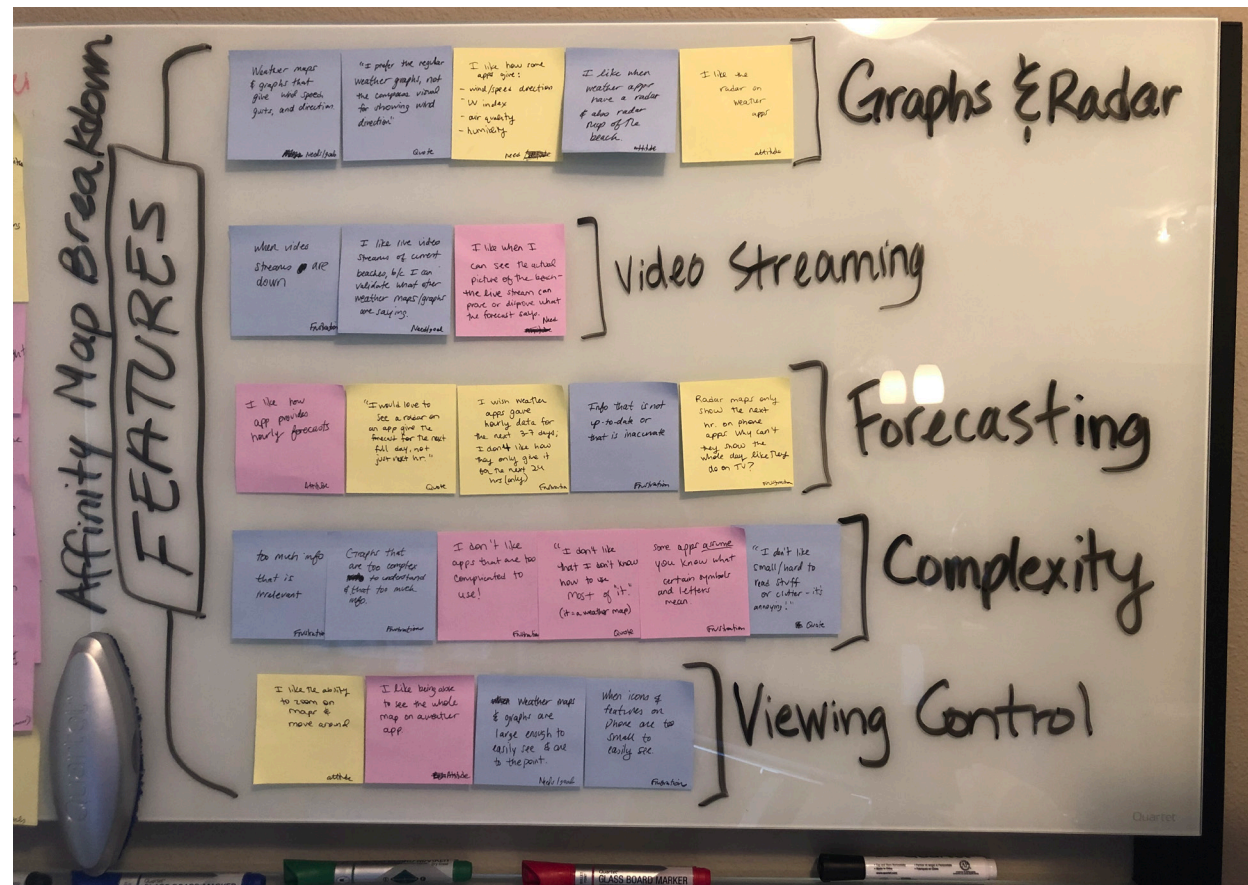 Affinity Map Breakdown
FEATURES
Weather maps
& graphs that
give wind speed,
gusts, and direction
Needs/goals
"I prefer the regular
weather graphs, not
the compass visual
for showing wind
direction"
Quote
I like how some
apps give:
- wind/speed direction
- UV index
- air quality
- humidity
Need
I like when
weather apps
have a radar
& also radar
map of the
beach.
attitude
I like the
radar on
weather
apps
attitude
Graphs & Radar
when video
streams are
down
Frustration
I like live video
streams of current
beaches, b/c I can
validate what other
weather maps/graphs
are saying.
Need/goal
I like when I
can see the actual
picture of the beach -
the live stream can
prove or disprove what
the forecast says.
Need
Video Streaming
I like how
app provides
hourly forecasts
Attitude
"I would love to
see a radar on
an app give the
forecast for the next
full day, not
just next hr."
Quote
I wish weather
apps gave
hourly data for
the next 3-7 days;
I don't like how
they only give it
for the next 24
hrs (only)
Frustration
Info that is not
up-to-date or
that is inaccurate
Frustration
Radar maps only
show the next
hr. on phone
apps why can't
they show the
whole day like they
do on TV?
Frustration
Forecasting
too much info
that is
irrelevant
Frustration
Graphs that
are too complex
to understand
& that too much
info.
Frustration
I don't like
apps that are too
complicated to
use!
Frustration
"I don't like
that I don't know
how to use
most of it."
(it = a weather map)
Quote
some apps assume
you know what
certain symbols
and letters
mean.
Frustration
"I don't like
small/hard to
read stuff
or clutter - it's
annoying!"
Quote
Complexity
I like the ability
to zoom on
maps &
move around
attitude
I like being able
to see the whole
map on a weather
app.
Attitude
Weather maps
& graphs are
large enough to
easily see & are
to the point.
Needs/goals
When icons &
features on
phone are too
small to
easily see.
Frustration
Viewing Control
Quartet
GLASS BOARD MARKER